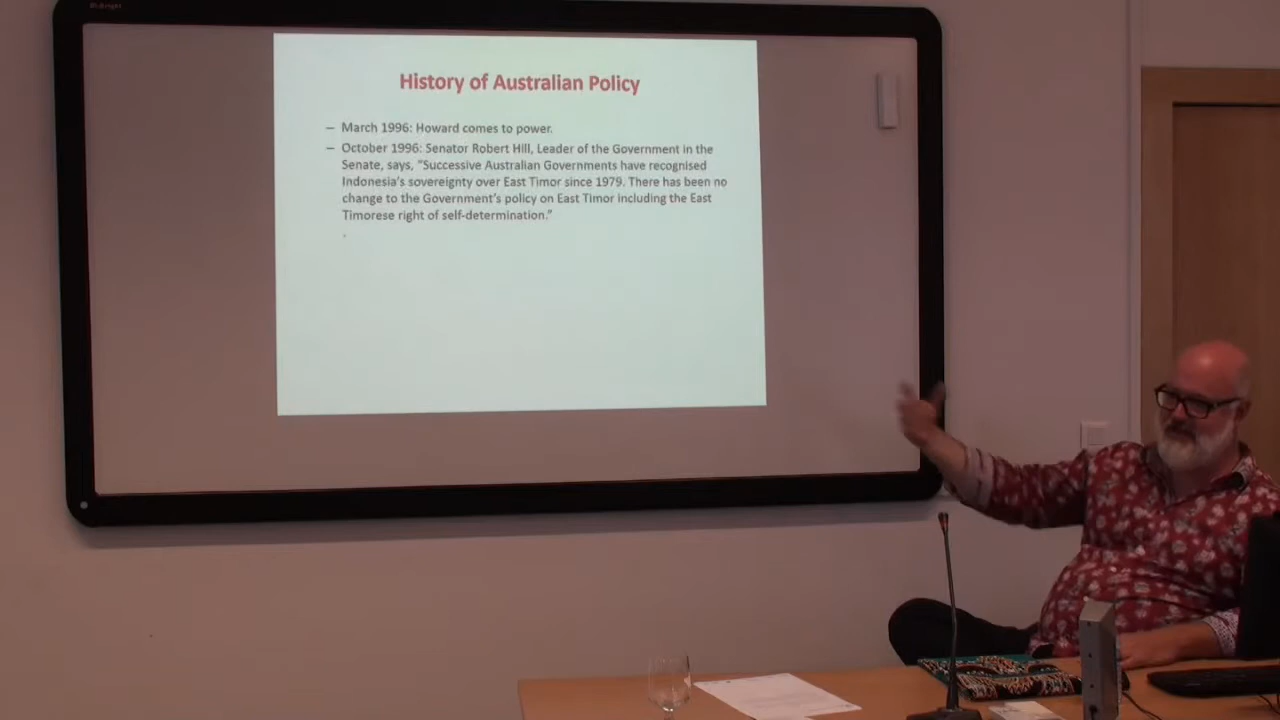 History of Australian Policy
– March 1996: Howard comes to power.
– October 1996: Senator Robert Hill, Leader of the Government in the
Senate, says, “Successive Australian Governments have recognised
Indonesia’s sovereignty over East Timor since 1979. There has been no
change to the Government’s policy on East Timor including the East
Timorese right of self-determination.”